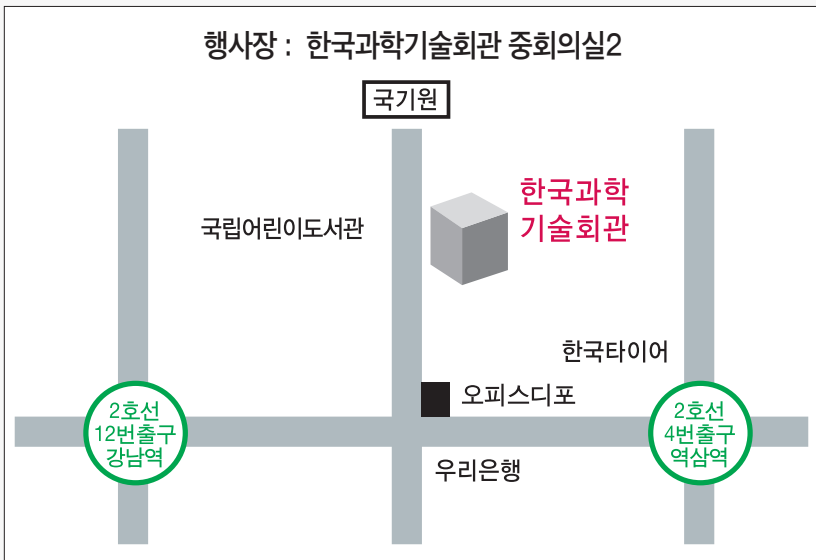 행사장 : 한국과학기술회관 중회의실2
국기원
한국과학
기술회관
국립어린이도서관
한국타이어
오피스디포
2호선
12번출구
강남역
2호선
4번출구
역삼역
우리은행